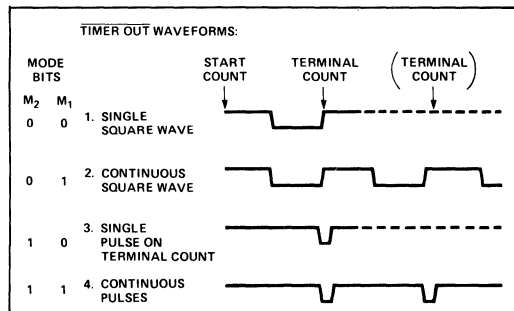 TIMER OUT WAVEFORMS:
MODE BITS
START COUNT
TERMINAL COUNT
(TERMINAL COUNT)
M2 M1
0 0 1. SINGLE SQUARE WAVE
0 1 2. CONTINUOUS SQUARE WAVE
1 0 3. SINGLE PULSE ON TERMINAL COUNT
1 1 4. CONTINUOUS PULSES